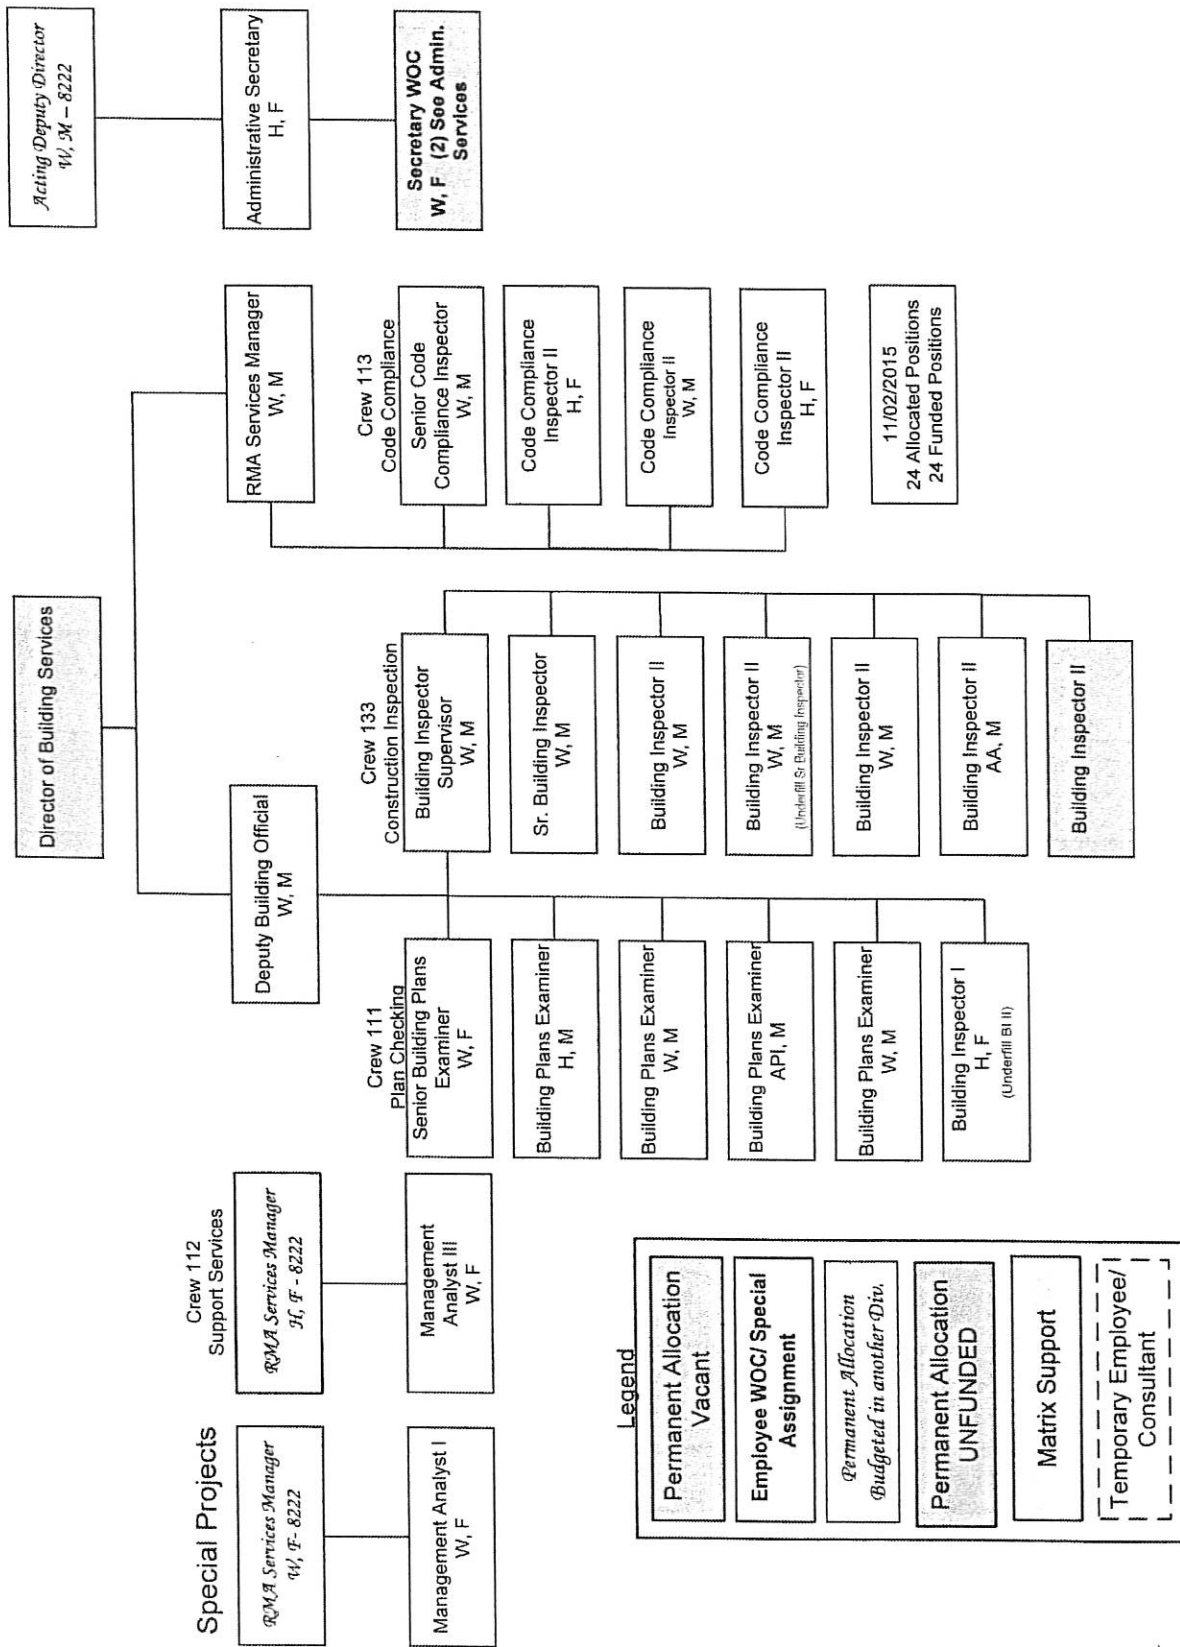 Director of Building Services
Acting Deputy Director
W, M – 8222
Administrative Secretary
H, F
Secretary WOC
W, F (2) See Admin.
Services
Special Projects
RMA Services Manager
W, F- 8222
Management Analyst I
W, F
Crew 112
Support Services
RMA Services Manager
H, F - 8222
Management
Analyst III
W, F
Deputy Building Official
W, M
Crew 111
Plan Checking
Senior Building Plans
Examiner
W, F
Building Plans Examiner
H, M
Building Plans Examiner
W, M
Building Plans Examiner
API, M
Building Plans Examiner
W, M
Building Inspector I
H, F
(Underfill BI II)
Crew 133
Construction Inspection
Building Inspector
Supervisor
W, M
Sr. Building Inspector
W, M
Building Inspector II
W, M
Building Inspector II
W, M
(Underfill Sr Building Inspector)
Building Inspector II
W, M
Building Inspector II
AA, M
Building Inspector II
RMA Services Manager
W, M
Crew 113
Code Compliance
Senior Code
Compliance Inspector
W, M
Code Compliance
Inspector II
H, F
Code Compliance
Inspector II
W, M
Code Compliance
Inspector II
H, F
11/02/2015
24 Allocated Positions
24 Funded Positions
Legend
Permanent Allocation
Vacant
Employee WOC/ Special
Assignment
Permanent Allocation
Budgeted in another Div.
Permanent Allocation
UNFUNDED
Matrix Support
Temporary Employee/
Consultant